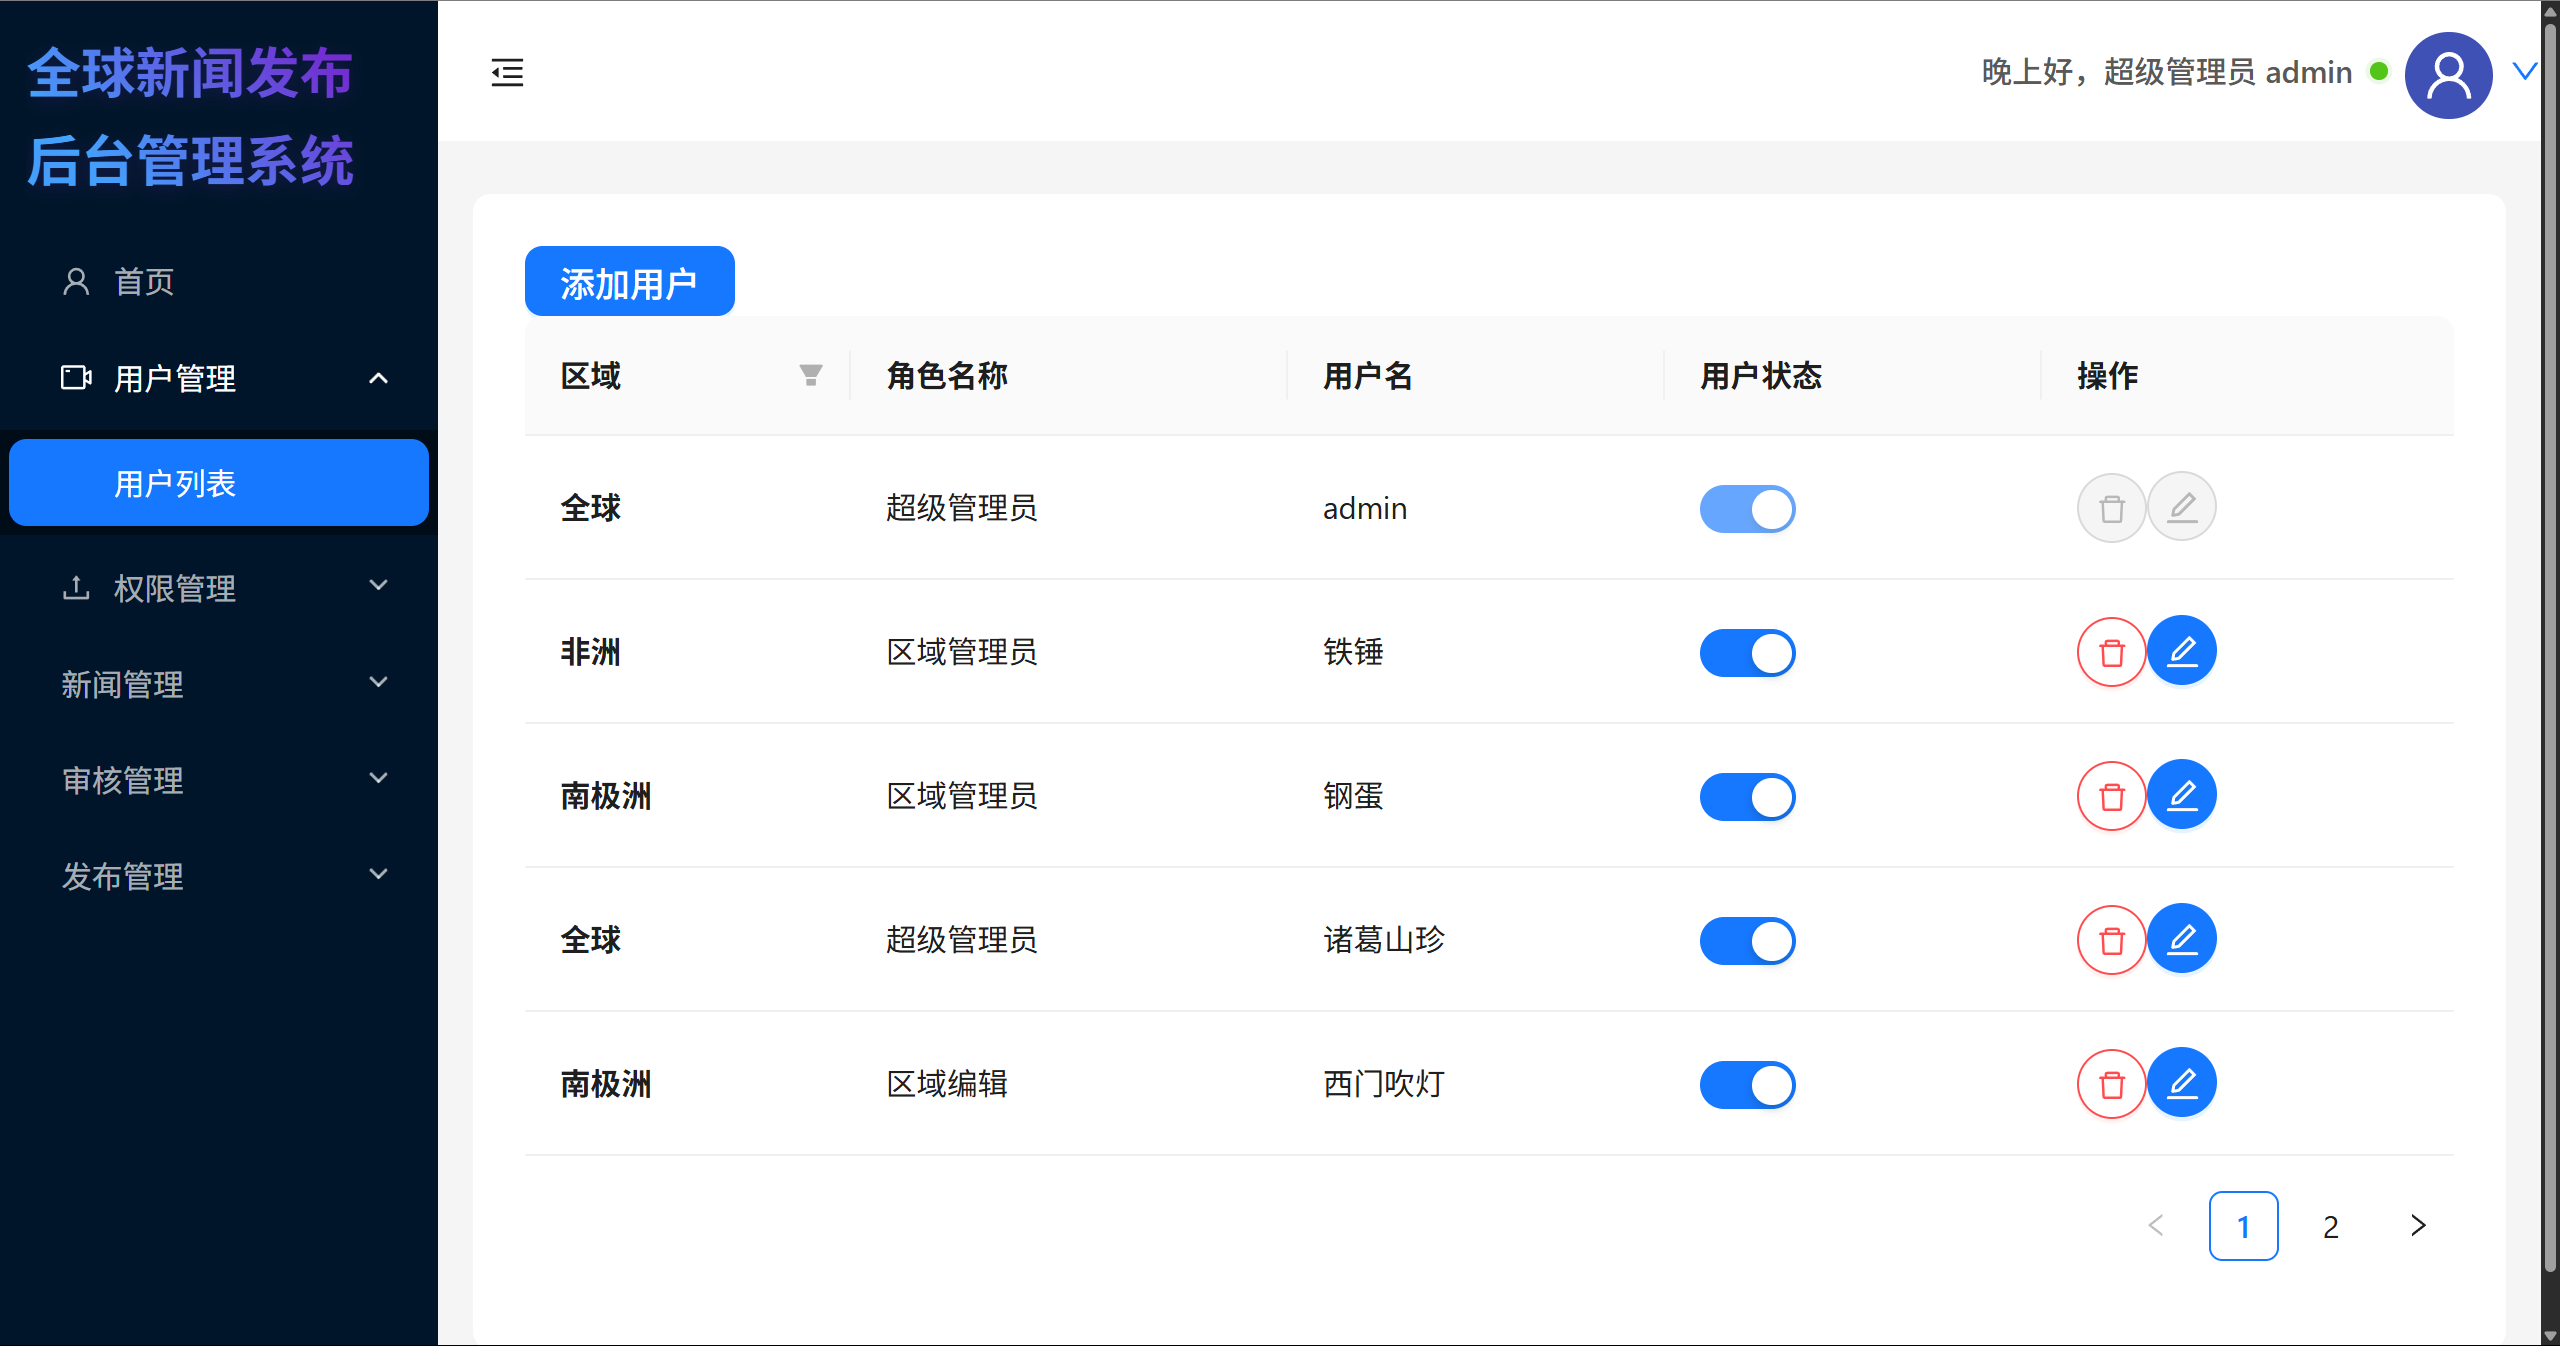 全球新闻发布
后台管理系统
首页
用户管理
用户列表
权限管理
新闻管理
审核管理
发布管理
晚上好，超级管理员 admin
添加用户
区域 角色名称 用户名 用户状态 操作
全球 超级管理员 admin
非洲 区域管理员 铁锤
南极洲 区域管理员 钢蛋
全球 超级管理员 诸葛山珍
南极洲 区域编辑 西门吹灯
1 2